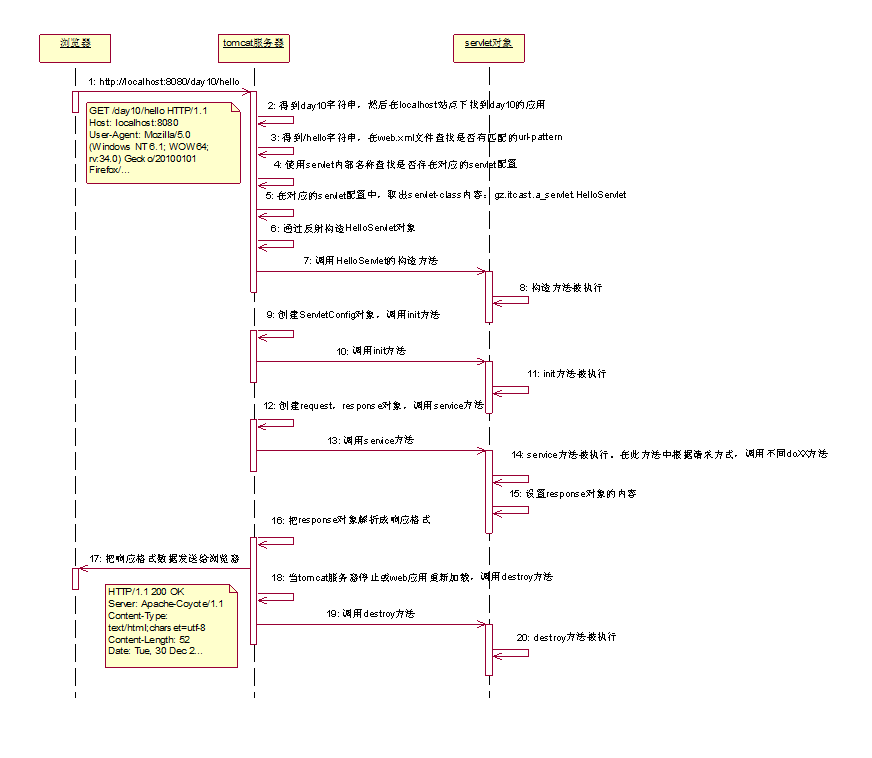 浏览器
tomcat服务器
servlet对象
1: http://localhost:8080/day10/hello
GET /day10/hello HTTP/1.1
Host: localhost:8080
User-Agent: Mozilla/5.0
(Windows NT 6.1; WOW64;
rv:34.0) Gecko/20100101
Firefox/...
2: 得到day10字符串，然后在localhost站点下找到day10的应用
3: 得到/hello字符串，在web.xml文件查找是否有匹配的url-pattern
4: 使用servlet内部名称查找是否存在对应的servlet配置
5: 在对应的servlet配置中，取出servlet-class内容：gz.itcast.a_servlet.HelloServlet
6: 通过反射构造HelloServlet对象
7: 调用HelloServlet的构造方法
8: 构造方法被执行
9: 创建ServletConfig对象，调用init方法
10: 调用init方法
11: init方法被执行
12: 创建request，response对象，调用service方法
13: 调用service方法
14: service方法被执行。在此方法中根据请求方式，调用不同doXX方法
15: 设置response对象的内容
16: 把response对象解析成响应格式
17: 把响应格式数据发送给浏览器
HTTP/1.1 200 OK
Server: Apache-Coyote/1.1
Content-Type:
text/html;charset=utf-8
Content-Length: 52
Date: Tue, 30 Dec 2...
18: 当tomcat服务器停止或web应用重新加载，调用destroy方法
19: 调用destroy方法
20: destroy方法被执行